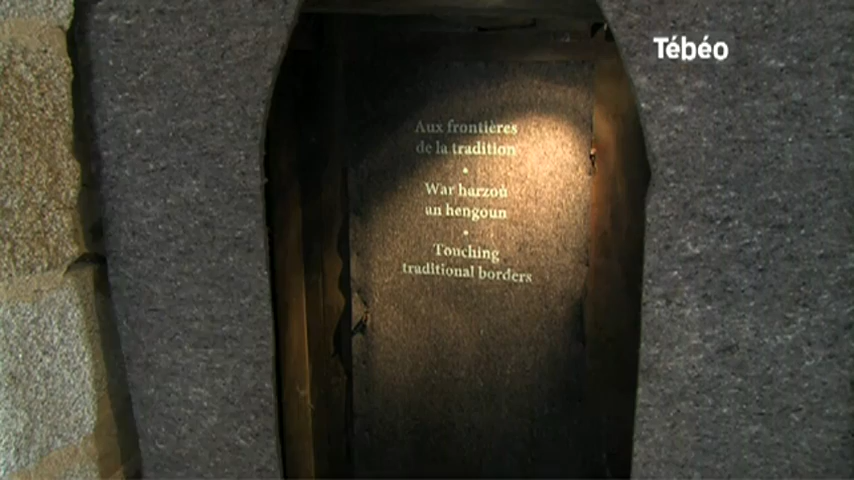 Tébéo
Aux frontières
de la tradition
•
War harzoù
an hengoun
•
Touching
traditional borders